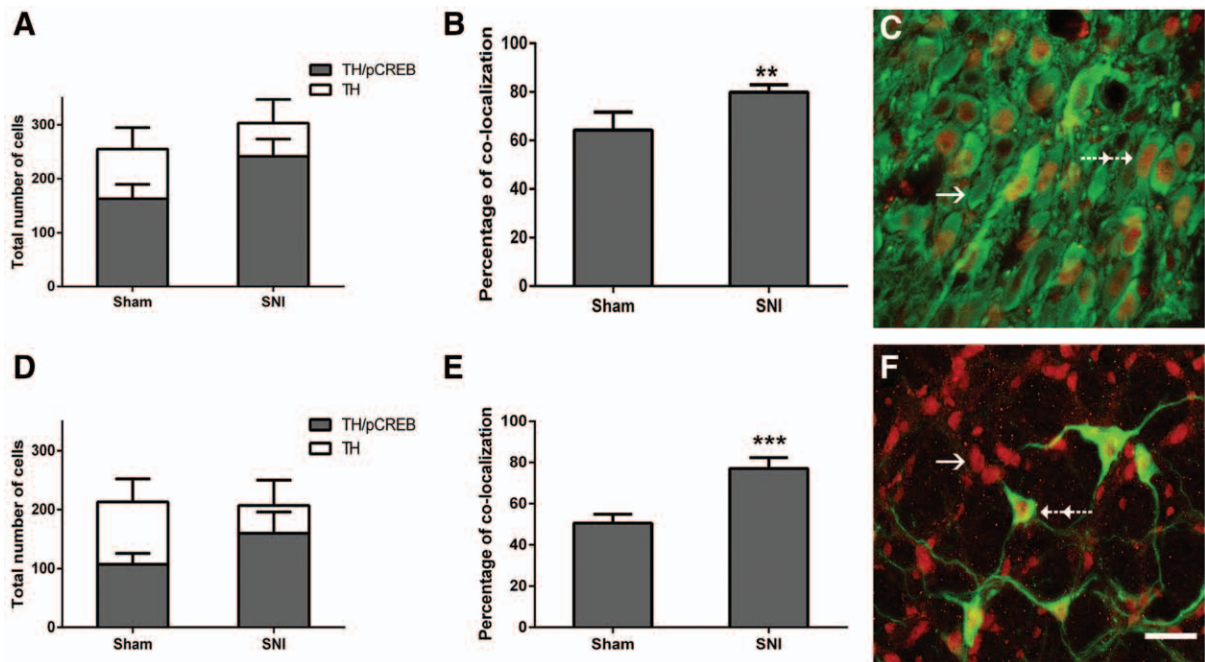 A
TH/pCREB
TH
Total number of cells
300
200
100
0
Sham
SNI
B
Percentage of co-localization
100
80
60
40
20
0
**
Sham
SNI
C
D
TH/pCREB
TH
Total number of cells
300
200
100
0
Sham
SNI
E
Percentage of co-localization
100
80
60
40
20
0
***
Sham
SNI
F